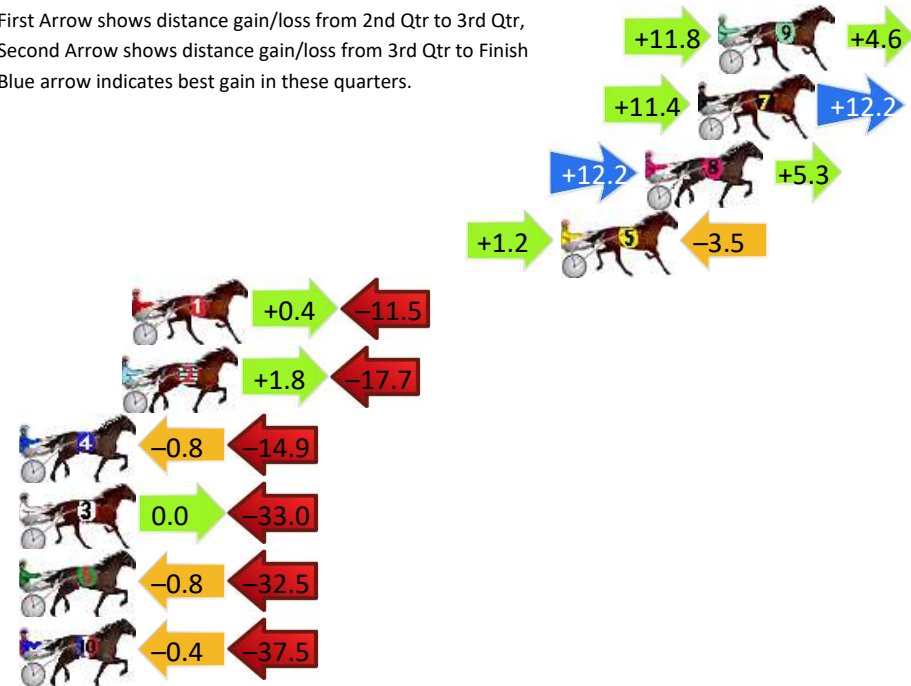 First Arrow shows distance gain/loss from 2nd Qtr to 3rd Qtr,
Second Arrow shows distance gain/loss from 3rd Qtr to Finish
Blue arrow indicates best gain in these quarters.
+11.8 9 +4.6
+11.4 7 +12.2
+12.2 8 +5.3
+1.2 5 –3.5
1 +0.4 –11.5
2 +1.8 –17.7
4 –0.8 –14.9
3 0.0 –33.0
6 –0.8 –32.5
10 –0.4 –37.5